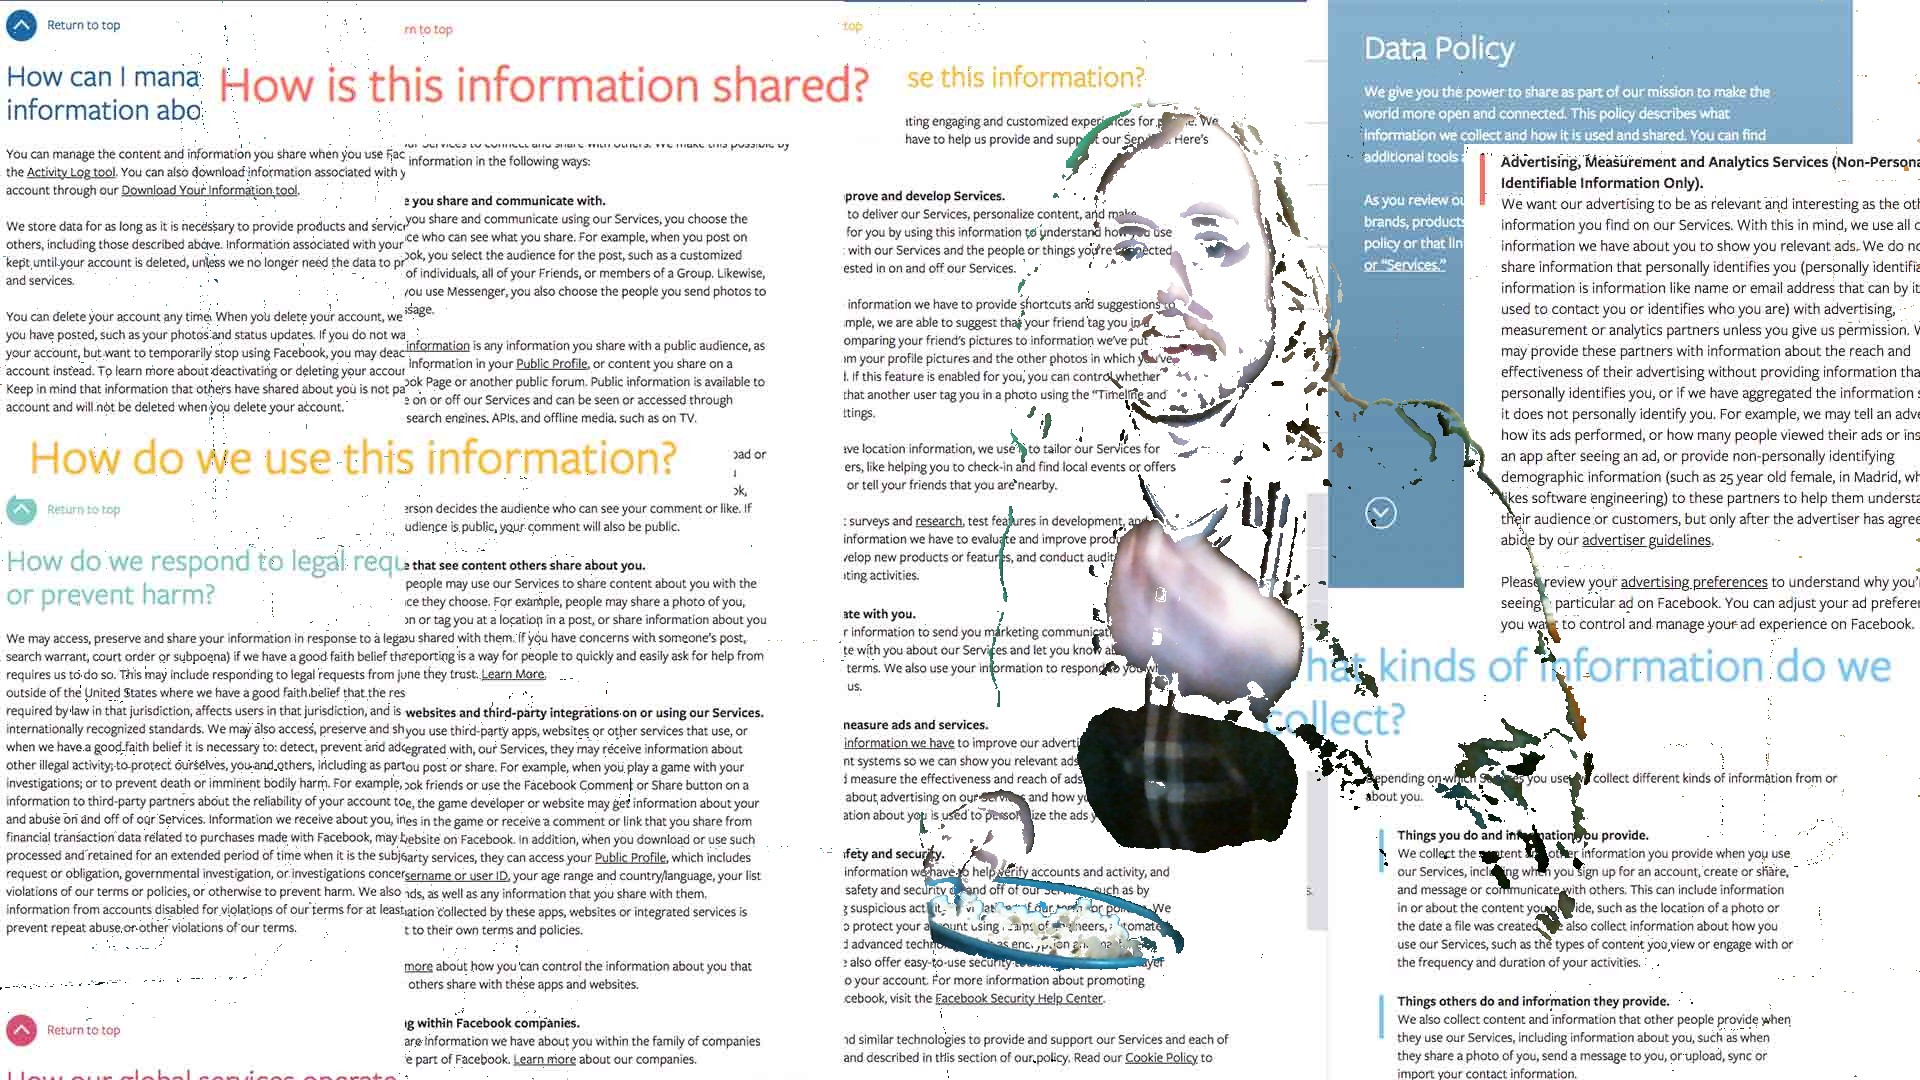 Return to top
How can I mana
information abo
You can manage the content and information you share when you use Fac
the Activity Log tool. You can also download information associated with y
account through our Download Your Information tool.
We store data for as long as it is necessary to provide products and servic
others, including those described above. Information associated with your
kept until your account is deleted, unless we no longer need the data to pr
and services.
You can delete your account any time. When you delete your account, we
you have posted, such as your photos and status updates. If you do not wa
your account, but want to temporarily stop using Facebook, you may deac
account instead. To learn more about deactivating or deleting your accour
Keep in mind that information that others have shared about you is not pa
account and will not be deleted when you delete your account.
How do we use this information?
Return to top
How do we respond to legal requ
or prevent harm?
We may access, preserve and share your information in response to a lega
search warrant, court order or subpoena) if we have a good faith belief th
requires us to do so. This may include responding to legal requests from j
outside of the United States where we have a good faith belief that the res
required by law in that jurisdiction, affects users in that jurisdiction, and is
internationally recognized standards. We may also access, preserve and sh
when we have a good faith belief it is necessary to: detect, prevent and add
other illegal activity; to protect ourselves, you and others, including as part
investigations; or to prevent death or imminent bodily harm. For example,
information to third-party partners about the reliability of your account to
and abuse on and off of our Services. Information we receive about you, in
financial transaction data related to purchases made with Facebook, may b
processed and retained for an extended period of time when it is the subje
request or obligation, governmental investigation, or investigations concer
violations of our terms or policies, or otherwise to prevent harm. We also
information from accounts disabled for violations of our terms for at least
prevent repeat abuse or other violations of our terms.
Return to top
How our global services operate
rn to top
How is this information shared?
our Services to connect and share with others. We make this possible by
information in the following ways:
e you share and communicate with.
you share and communicate using our Services, you choose the
ce who can see what you share. For example, when you post on
ook, you select the audience for the post, such as a customized
of individuals, all of your Friends, or members of a Group. Likewise,
you use Messenger, you also choose the people you send photos to
sage.
information is any information you share with a public audience, as
information in your Public Profile, or content you share on a
ook Page or another public forum. Public information is available to
e on or off our Services and can be seen or accessed through
search engines, APIs, and offline media, such as on TV.
oad or
ok,
erson decides the audience who can see your comment or like. If
udience is public, your comment will also be public.
e that see content others share about you.
people may use our Services to share content about you with the
ce they choose. For example, people may share a photo of you,
on or tag you at a location in a post, or share information about you
ou shared with them. If you have concerns with someone's post,
reporting is a way for people to quickly and easily ask for help from
one they trust. Learn More.
websites and third-party integrations on or using our Services.
you use third-party apps, websites or other services that use, or
egrated with, our Services, they may receive information about
ou post or share. For example, when you play a game with your
ook friends or use the Facebook Comment or Share button on a
e, the game developer or website may get information about your
es in the game or receive a comment or link that you share from
ebsite on Facebook. In addition, when you download or use such
arty services, they can access your Public Profile, which includes
sername or user ID, your age range and country/language, your list
nds, as well as any information that you share with them.
ation collected by these apps, websites or integrated services is
t to their own terms and policies.
more about how you can control the information about you that
others share with these apps and websites.
g within Facebook companies.
are information we have about you within the family of companies
e part of Facebook. Learn more about our companies.
top
se this information?
ating engaging and customized experiences for We
have to help us provide and support our Services. Here's
prove and develop Services.
to deliver our Services, personalize content, and make
for you by using this information to understand how you use
with our Services and the people or things you're connected
ested in on and off our Services.
information we have to provide shortcuts and suggestions to
mple, we are able to suggest that your friend tag you in a
omparing your friend's pictures to information we've put
om your profile pictures and the other photos in which you've
d. If this feature is enabled for you, you can control whether
that another user tag you in a photo using the "Timeline and
ttings.
ave location information, we use to tailor our Services for
ers, like helping you to check-in and find local events or offers
or tell your friends that you are nearby.
t surveys and research, test features in development, and
information we have to evaluate and improve prod
velop new products or features, and conduct audit
ting activities.
ate with you.
r information to send you marketing communicat
te with you about our Services and let you know ab
terms. We also use your information to respond to you wh
us.
measure ads and services.
information we have to improve our adverti
nt systems so we can show you relevant ads
d measure the effectiveness and reach of ads
about advertising on our Services and how yo
ation about you is used to personalize the ads y
afety and security.
information we have to help verify accounts and activity, and
safety and security on and off of our such as by
g suspicious We
o protect your account using teams of engineers, automate
d advanced techn
e also offer easy-to-use security layer
o your account. For more information about promoting
cebook, visit the Facebook Security Help Center.
nd similar technologies to provide and support our Services and each of
and described in this section of our policy. Read our Cookie Policy to
Data Policy
We give you the power to share as part of our mission to make the
world more open and connected. This policy describes what
information we collect and how it is used and shared. You can find
additional tools a
As you review ou
brands, products
policy or that lin
or "Services."
Advertising, Measurement and Analytics Services (Non-Persona
Identifiable Information Only).
We want our advertising to be as relevant and interesting as the oth
information you find on our Services. With this in mind, we use all o
information we have about you to show you relevant ads. We do no
share information that personally identifies you (personally identifia
information is information like name or email address that can by it
used to contact you or identifies who you are) with advertising,
measurement or analytics partners unless you give us permission. W
may provide these partners with information about the reach and
effectiveness of their advertising without providing information tha
personally identifies you, or if we have aggregated the information s
it does not personally identify you. For example, we may tell an adve
how its ads performed, or how many people viewed their ads or ins
an app after seeing an ad, or provide non-personally identifying
demographic information (such as 25 year old female, in Madrid, wh
likes software engineering) to these partners to help them understa
their audience or customers, but only after the advertiser has agree
abide by our advertiser guidelines.
Please review your advertising preferences to understand why you'r
seeing particular ad on Facebook. You can adjust your ad preferen
you want to control and manage your ad experience on Facebook.
hat kinds of information do we
collect?
Depending on which Services you use, we collect different kinds of information from or
about you.
Things you do and information you provide.
We collect the content and other information you provide when you use
our Services, including when you sign up for an account, create or share,
and message or communicate with others. This can include information
in or about the content you provide, such as the location of a photo or
the date a file was created. We also collect information about how you
use our Services, such as the types of content you view or engage with or
the frequency and duration of your activities.
Things others do and information they provide.
We also collect content and information that other people provide when
they use our Services, including information about you, such as when
they share a photo of you, send a message to you, or upload, sync or
import your contact information.